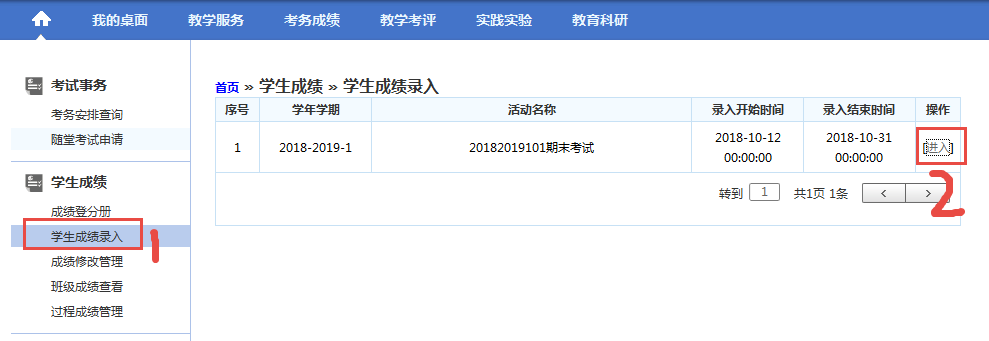 我的桌面 教学服务 考务成绩 教学考评 实践实验 教育科研
考试事务
考务安排查询
随堂考试申请
学生成绩
成绩登分册
学生成绩录入
成绩修改管理
班级成绩查看
过程成绩管理
1
首页 » 学生成绩 » 学生成绩录入
序号 学年学期 活动名称 录入开始时间 录入结束时间 操作
1 2018-2019-1 20182019101期末考试 2018-10-12 00:00:00 2018-10-31 00:00:00 [进入]
转到 1 共1页 1条 < >
2